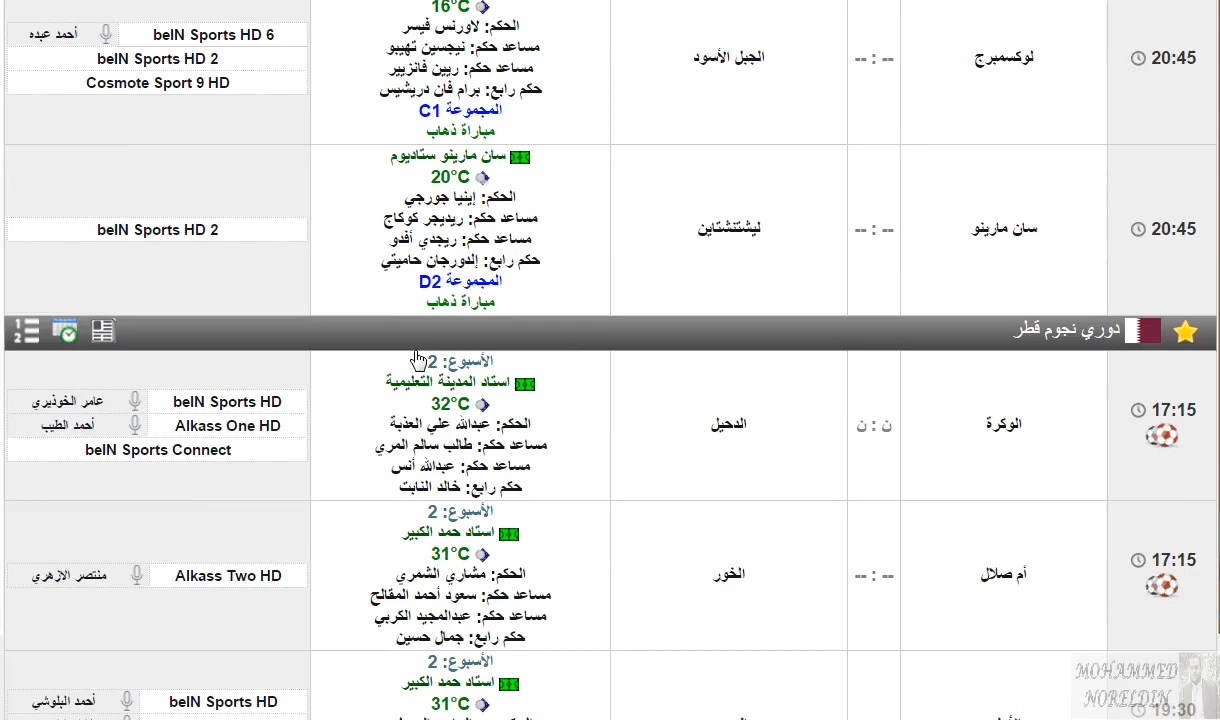 16°C
الحكم: لاورنس فيسر
مساعد حكم: نيجسين تهيبو
مساعد حكم: ريين فانزيير
حكم رابع: برام فان دريشيس
المجموعة C1
مباراة ذهاب
20:45
لوكسمبرج
-- : --
الجبل الأسود
beIN Sports HD 6
أحمد عبده
beIN Sports HD 2
Cosmote Sport 9 HD
سان مارينو ستاديوم
20°C
الحكم: إينيا جورجي
مساعد حكم: ريديجر كوكاج
مساعد حكم: ريجدي أفدو
حكم رابع: إلدورجان حاميتي
المجموعة D2
مباراة ذهاب
20:45
سان مارينو
-- : --
ليشتنشتاين
beIN Sports HD 2
دوري نجوم قطر
الأسبوع: 2
استاد المدينة التعليمية
32°C
الحكم: عبدالله علي العذبة
مساعد حكم: طالب سالم المري
مساعد حكم: عبدالله أنس
حكم رابع: خالد النابت
17:15
الوكرة
ن : ن
الدحيل
beIN Sports HD
عامر الخوذيري
Alkass One HD
أحمد الطيب
beIN Sports Connect
الأسبوع: 2
استاد حمد الكبير
31°C
الحكم: مشاري الشمري
مساعد حكم: سعود أحمد المقالح
مساعد حكم: عبدالمجيد الكربي
حكم رابع: جمال حسين
17:15
أم صلال
-- : --
الخور
Alkass Two HD
منتصر الازهري
الأسبوع: 2
استاد حمد الكبير
31°C
19:30
beIN Sports HD
أحمد البلوشي
MOHAMMED
NORELDIN